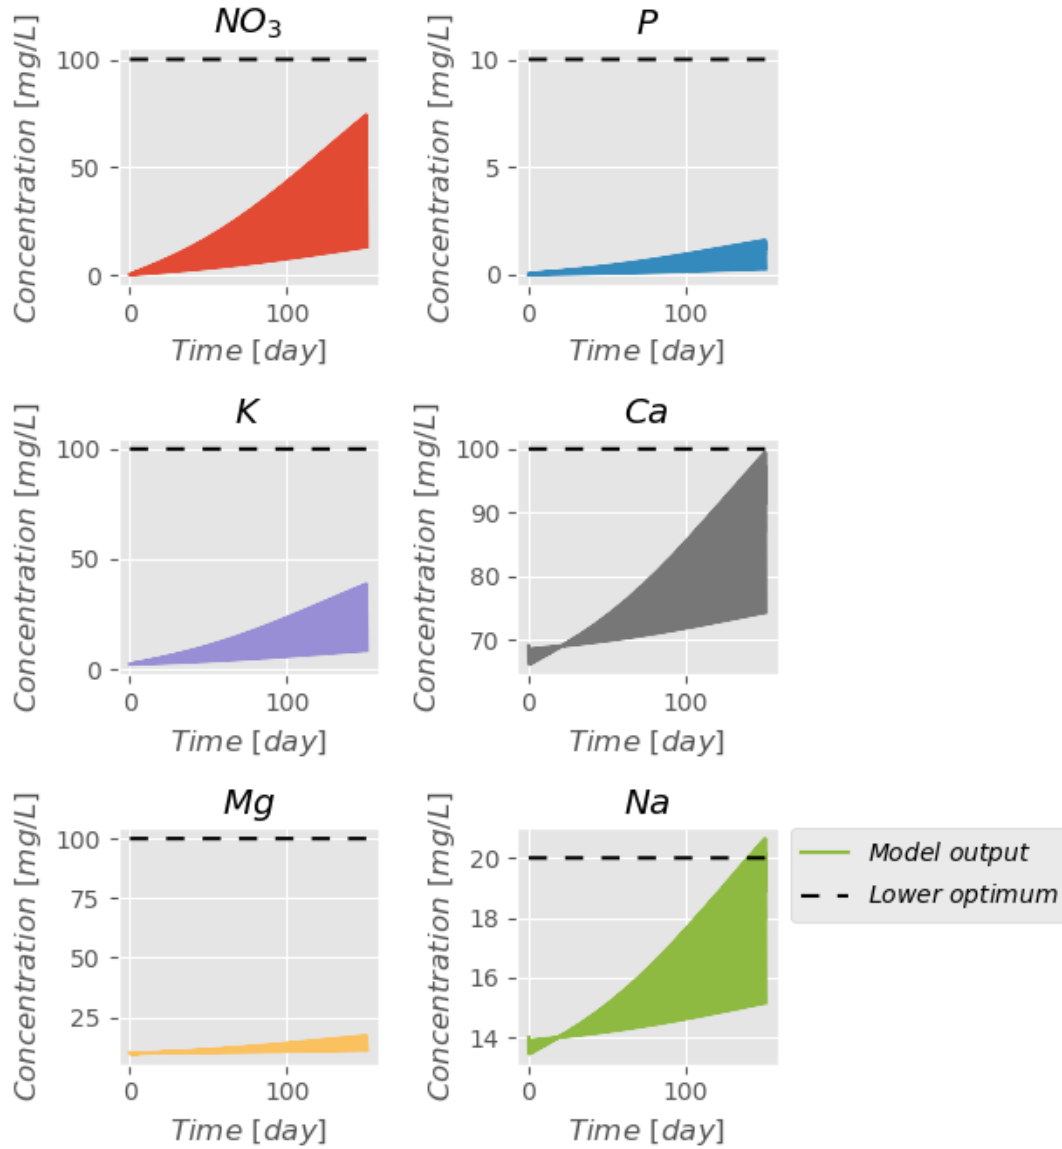 NO₃
Concentration [mg/L]
100
50
0
0 100
Time [day]
P
Concentration [mg/L]
10
5
0
0 100
Time [day]
K
Concentration [mg/L]
100
50
0
0 100
Time [day]
Ca
Concentration [mg/L]
100
90
80
70
0 100
Time [day]
Mg
Concentration [mg/L]
100
75
50
25
0 100
Time [day]
Na
Concentration [mg/L]
20
18
16
14
0 100
Time [day]
Model output
Lower optimum